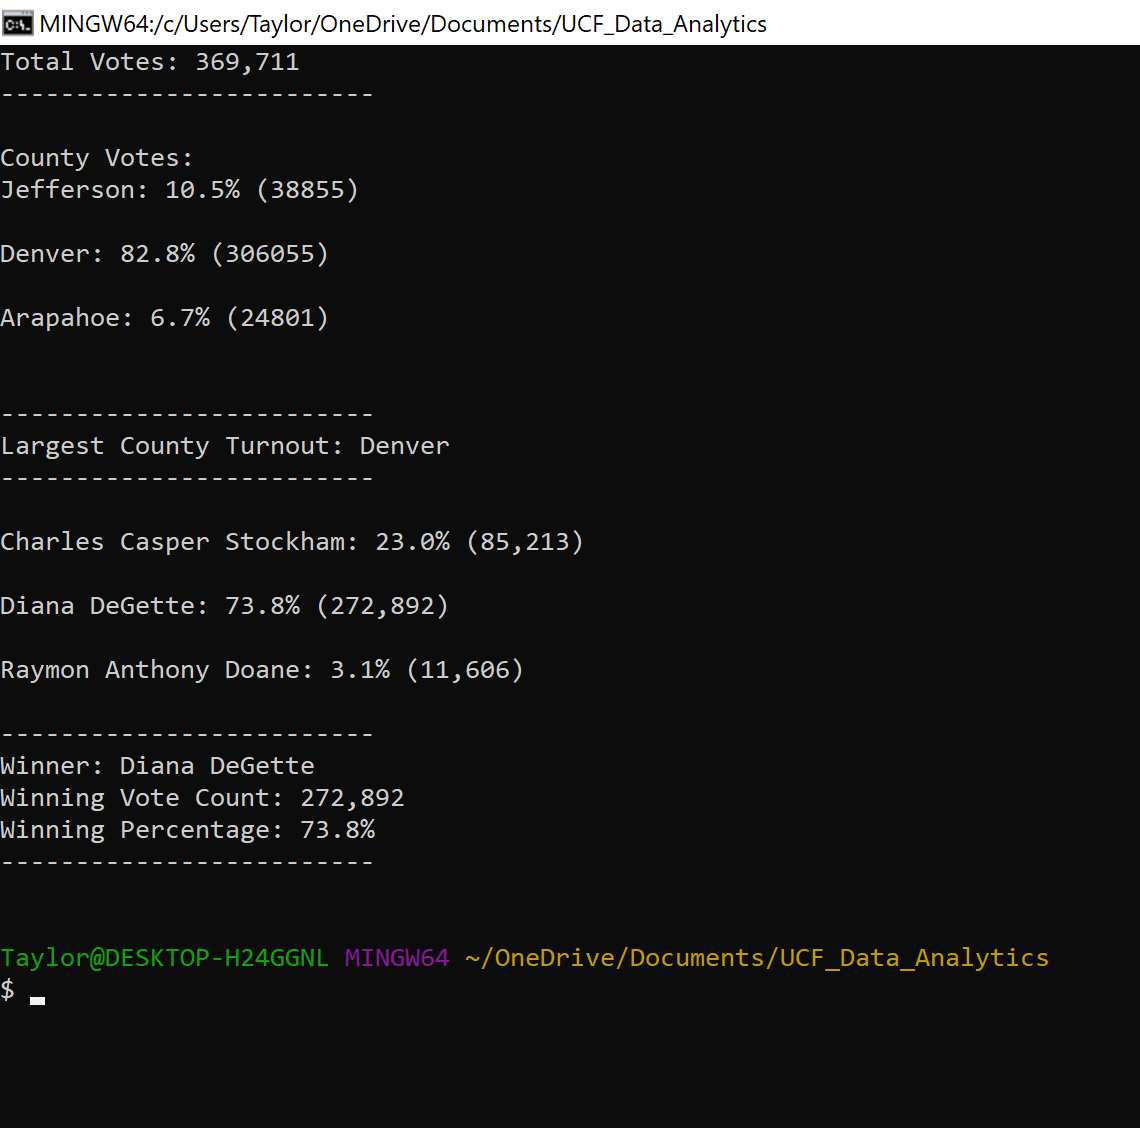 MINGW64:/c/Users/Taylor/OneDrive/Documents/UCF_Data_Analytics
Total Votes: 369,711
-------------------------
County Votes:
Jefferson: 10.5% (38855)
Denver: 82.8% (306055)
Arapahoe: 6.7% (24801)
-------------------------
Largest County Turnout: Denver
-------------------------
Charles Casper Stockham: 23.0% (85,213)
Diana DeGette: 73.8% (272,892)
Raymon Anthony Doane: 3.1% (11,606)
-------------------------
Winner: Diana DeGette
Winning Vote Count: 272,892
Winning Percentage: 73.8%
-------------------------
Taylor@DESKTOP-H24GGNL MINGW64 ~/OneDrive/Documents/UCF_Data_Analytics
$